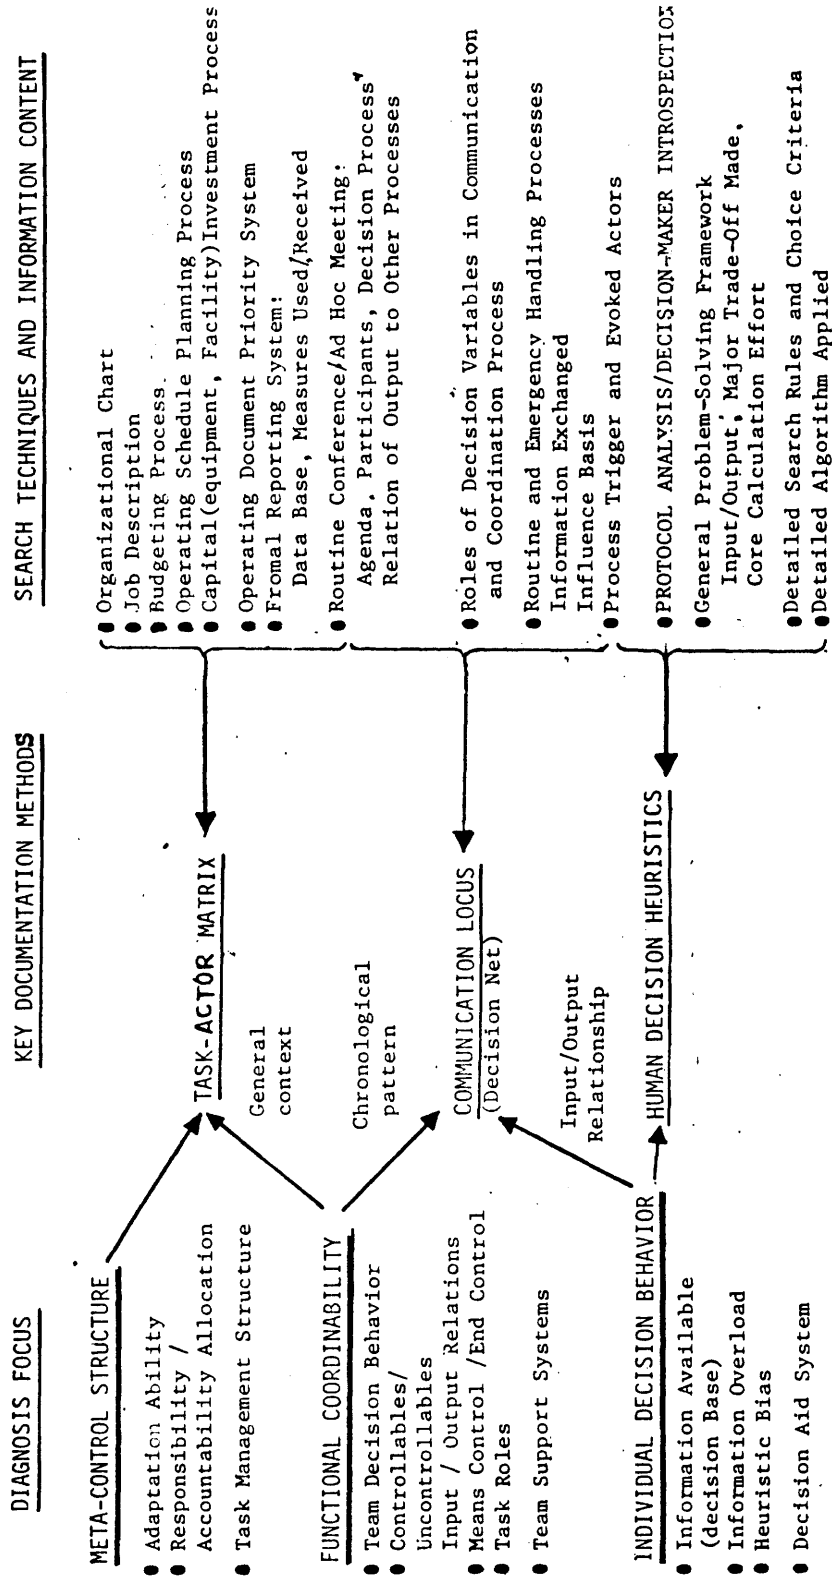 DIAGNOSIS FOCUS
META-CONTROL STRUCTURE
● Adaptation Ability
● Responsibility /
Accountability Allocation
● Task Management Structure
FUNCTIONAL COORDINABILITY
● Team Decision Behavior
● Controllables/
Uncontrollables
Input / Output Relations
● Means Control /End Control
● Task Roles
● Team Support Systems
INDIVIDUAL DECISION BEHAVIOR
● Information Available
(decision Base)
● Information Overload
● Heuristic Bias
● Decision Aid System
KEY DOCUMENTATION METHODS
TASK-ACTOR MATRIX
General
context
Chronological
pattern
COMMUNICATION LOCUS
(Decision Net)
Input/Output
Relationship
HUMAN DECISION HEURISTICS
SEARCH TECHNIQUES AND INFORMATION CONTENT
● Organizational Chart
● Job Description
● Budgeting Process
● Operating Schedule Planning Process
● Capital(equipment, Facility)Investment Process
● Operating Document Priority System
● Fromal Reporting System:
Data Base, Measures Used/Received
● Routine Conference/Ad Hoc Meeting:
Agenda, Participants, Decision Process
Relation of Output to Other Processes
● Roles of Decision Variables in Communication
and Coordination Process
● Routine and Emergency Handling Processes
Information Exchanged
Influence Basis
● Process Trigger and Evoked Actors
● PROTOCOL ANALYSIS/DECISION-MAKER INTROSPECTION
● General Problem-Solving Framework
Input/Output, Major Trade-Off Made,
Core Calculation Effort
● Detailed Search Rules and Choice Criteria
● Detailed Algorithm Applied